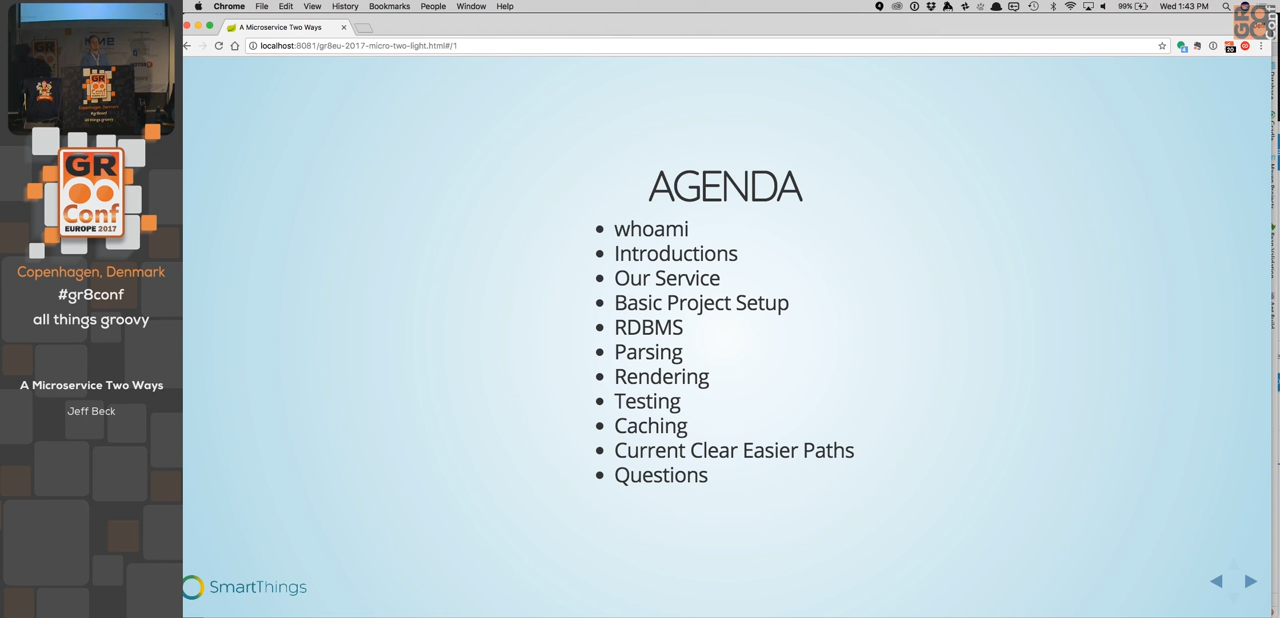 Chrome File Edit View History Bookmarks People Window Help
99% Wed 1:43 PM
A Microservice Two Ways
localhost:8081/gr8eu-2017-micro-two-light.html#/1
AGENDA
whoami
Introductions
Our Service
Basic Project Setup
RDBMS
Parsing
Rendering
Testing
Caching
Current Clear Easier Paths
Questions
SmartThings
GR
Conf
EUROPE 2017
Copenhagen, Denmark
#gr8conf
all things groovy
A Microservice Two Ways
Jeff Beck